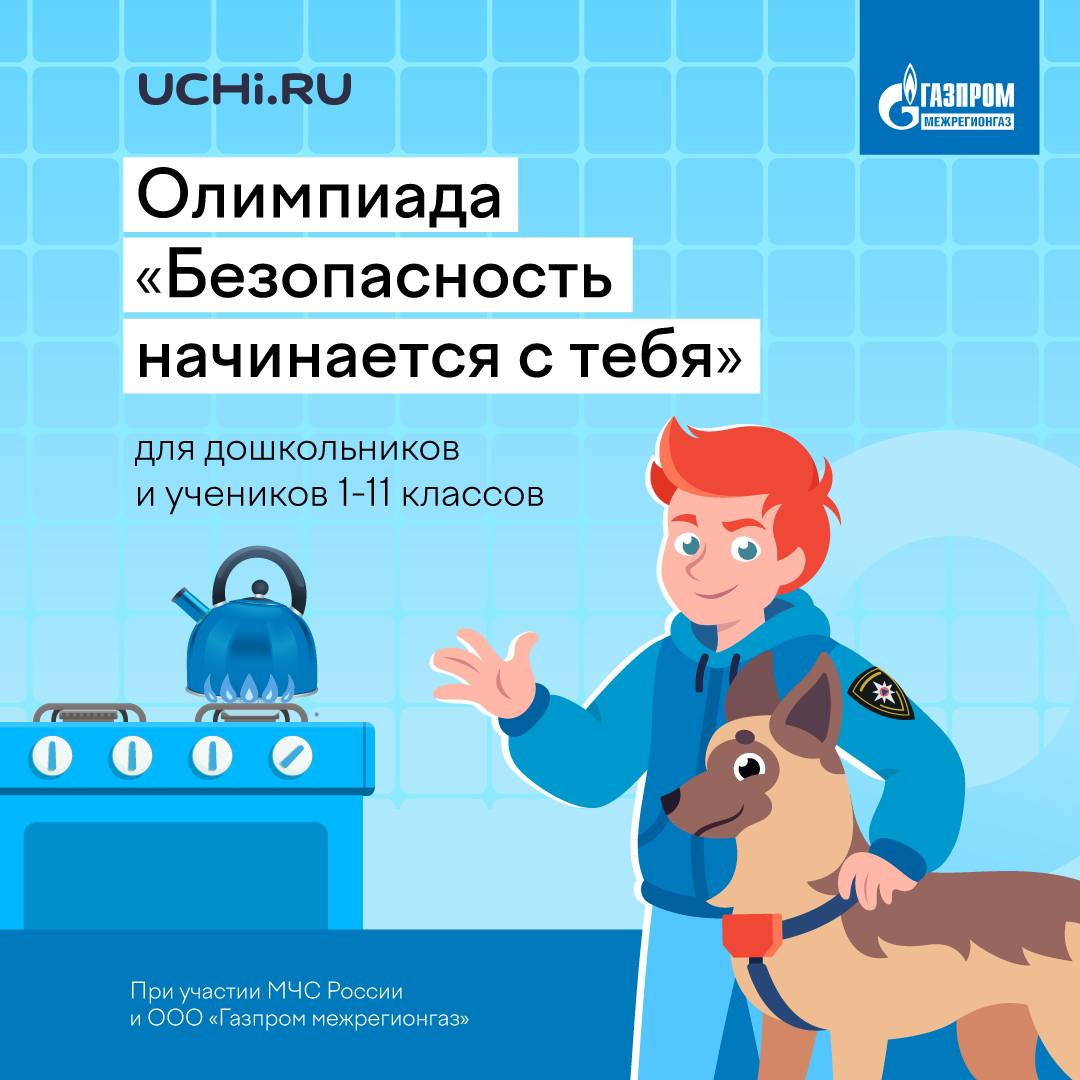 UCHi.RU
ГАЗПРОМ
МЕЖРЕГИОНГАЗ
Олимпиада
«Безопасность
начинается с тебя»
для дошкольников
и учеников 1-11 классов
При участии МЧС России
и ООО «Газпром межрегионгаз»